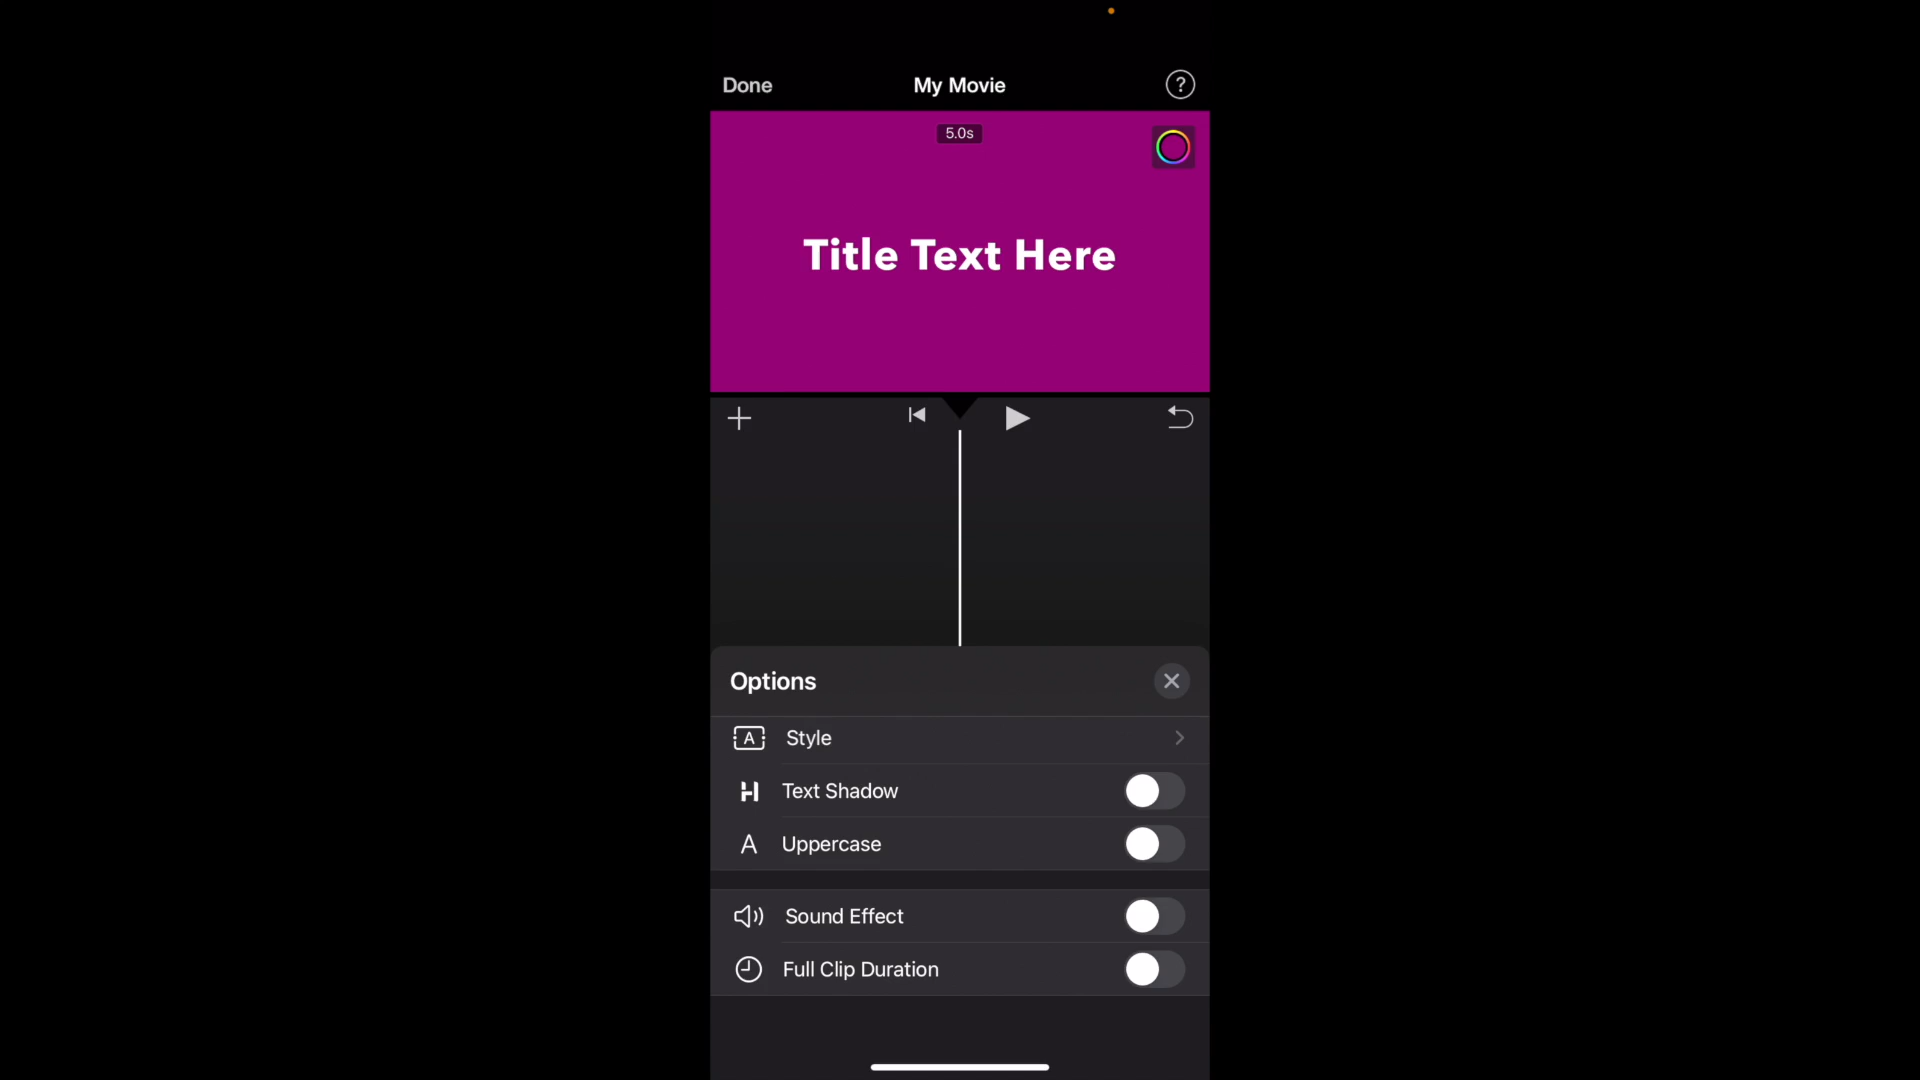 Done
My Movie
?
5.0s
Title Text Here
Options
A Style
H Text Shadow
A Uppercase
Sound Effect
Full Clip Duration